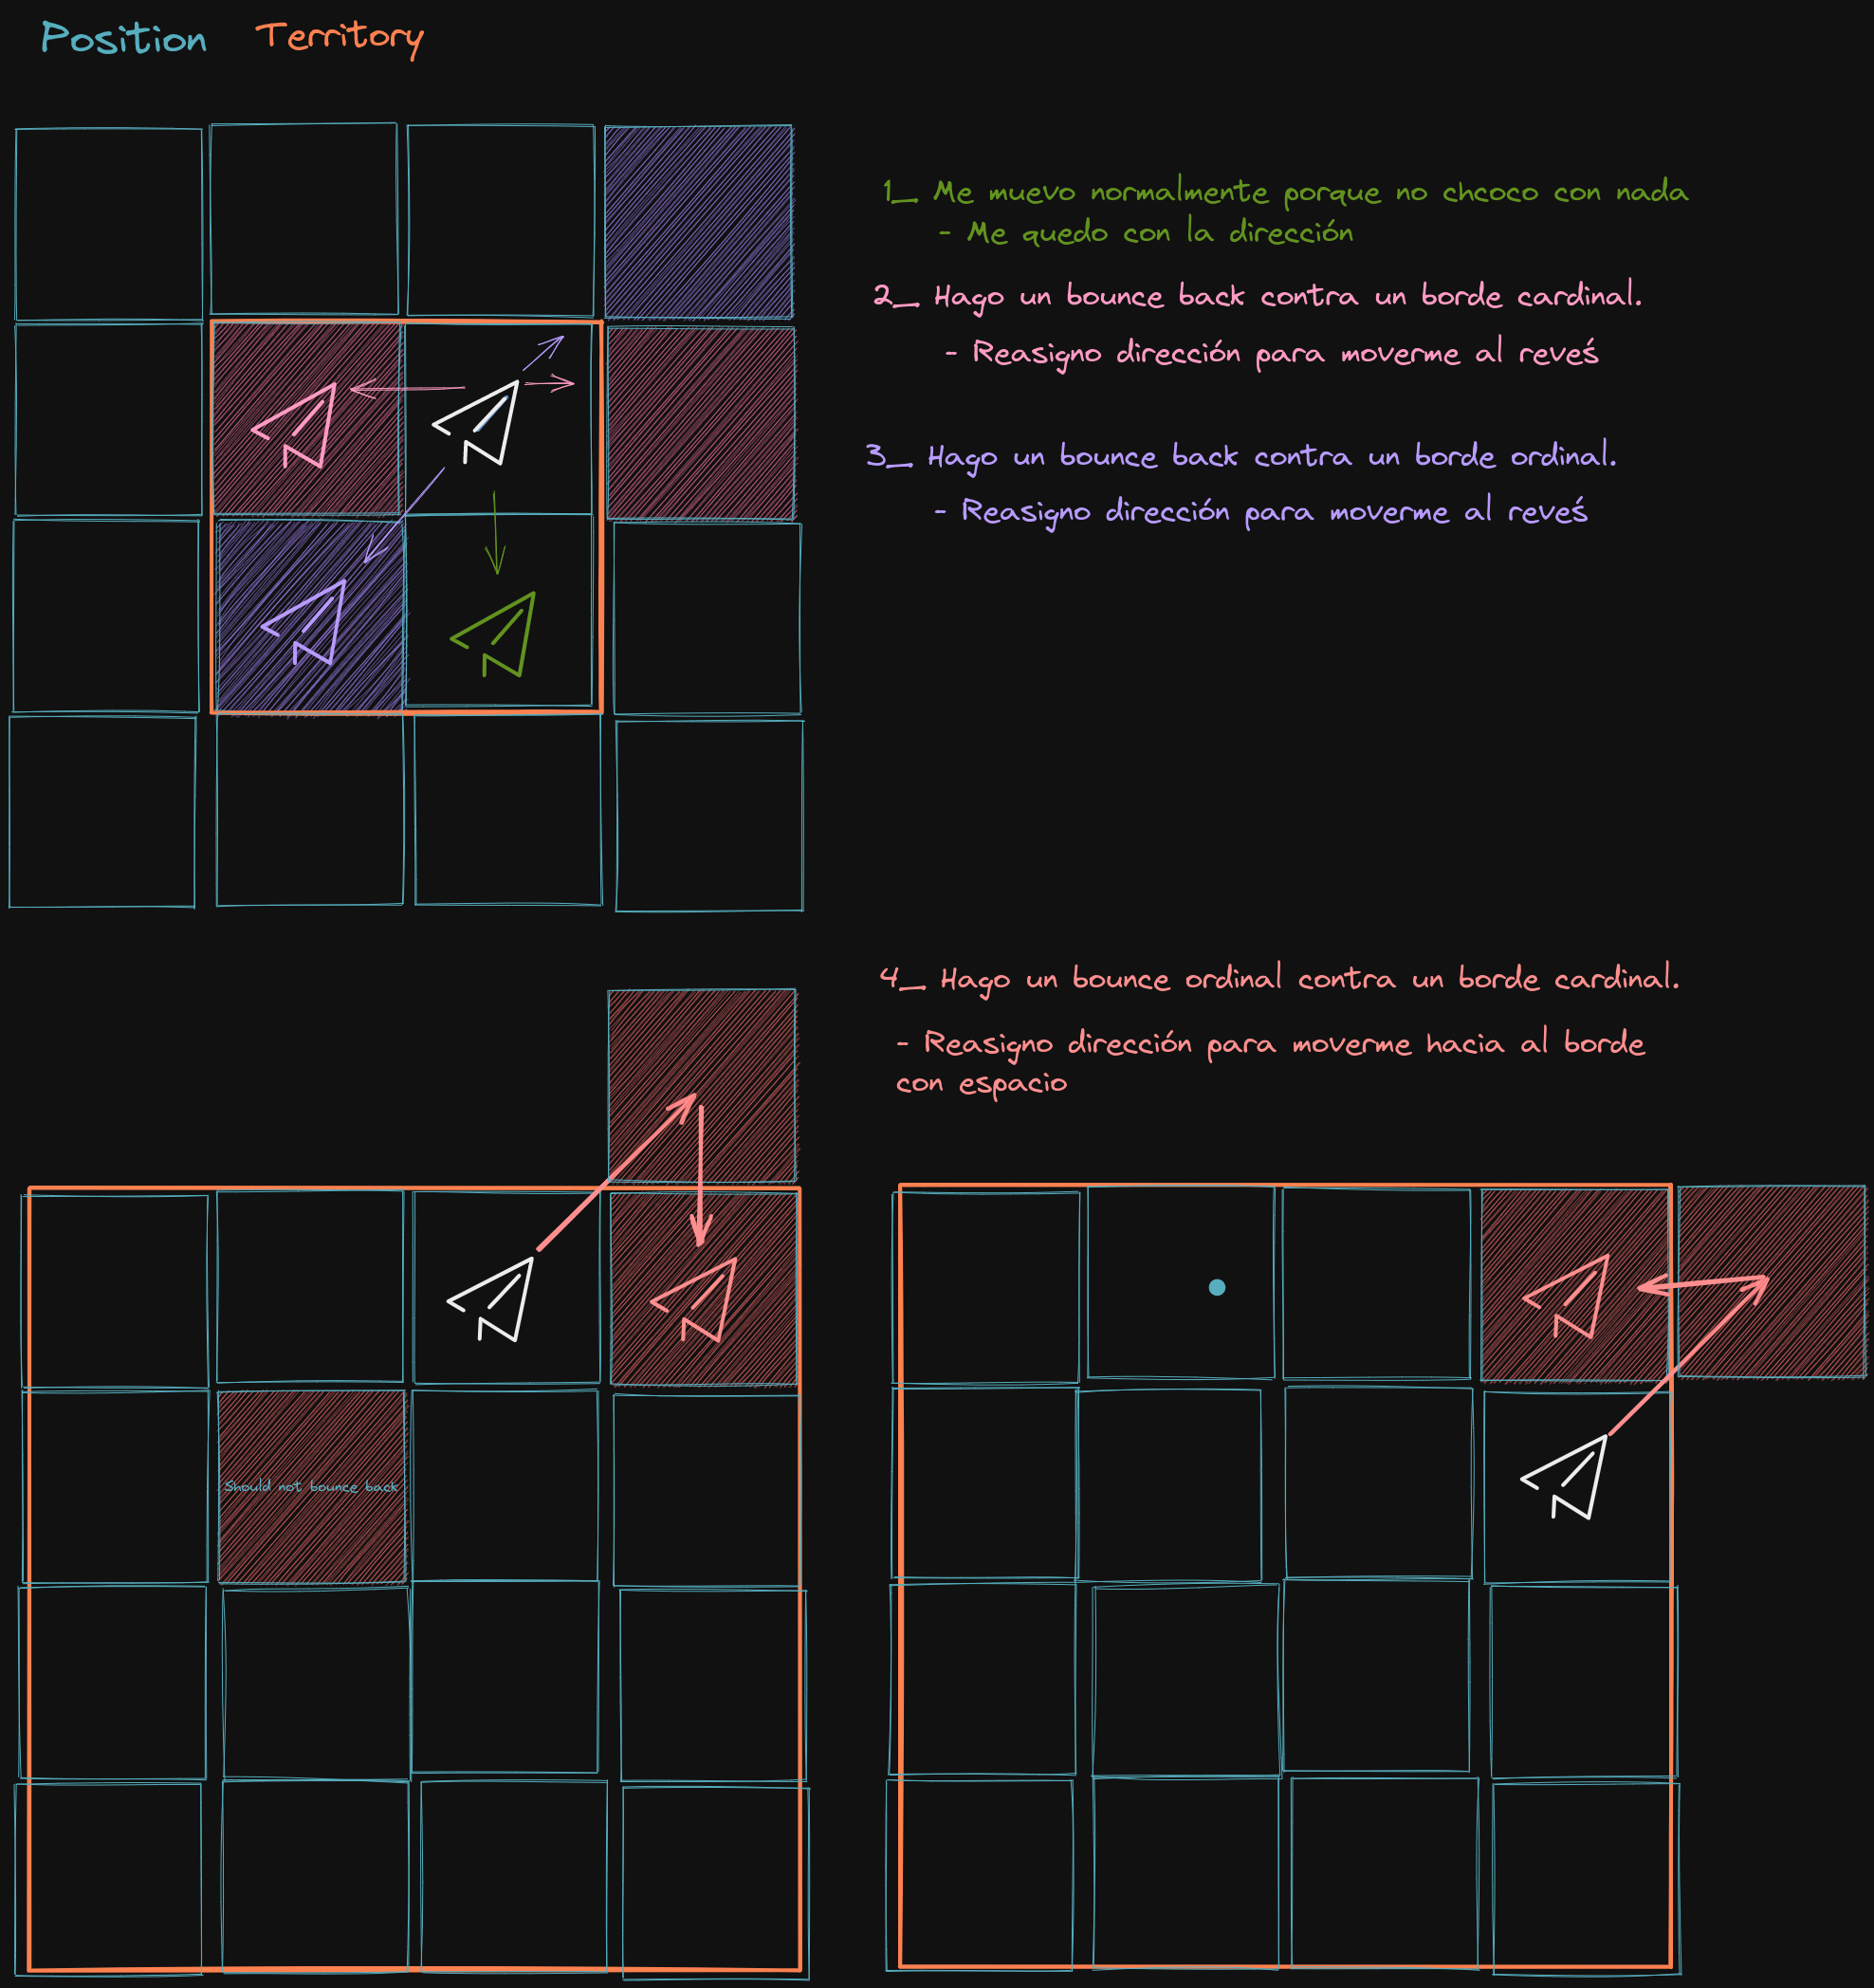 Position Territory
1_ Me muevo normalmente porque no chcoco con nada
- Me quedo con la dirección
2_ Hago un bounce back contra un borde cardinal.
- Reasigno dirección para moverme al revés
3_ Hago un bounce back contra un borde ordinal.
- Reasigno dirección para moverme al revés
4_ Hago un bounce ordinal contra un borde cardinal.
- Reasigno dirección para moverme hacia al borde
con espacio
Should not bounce back